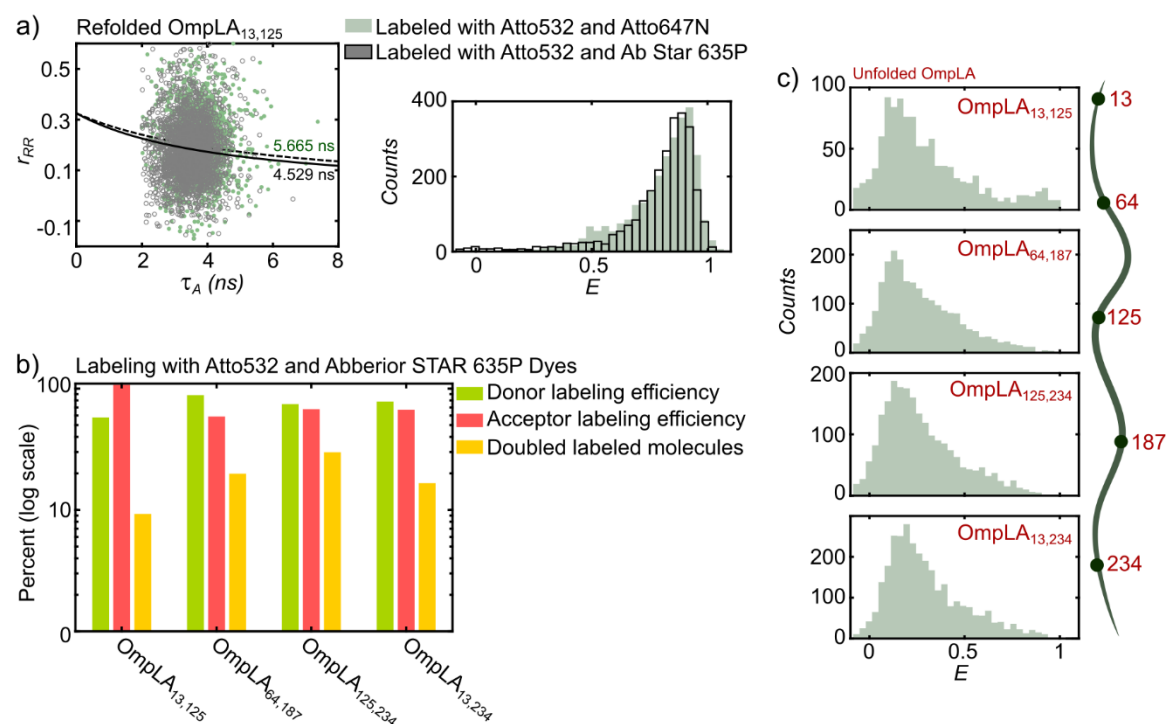 a)
Refolded OmpLA13,125
0.5
0.3
0.1
-0.1
rRR
5.665 ns
4.529 ns
0 2 4 6 8
τA (ns)
Labeled with Atto532 and Atto647N
Labeled with Atto532 and Ab Star 635P
400
200
0
Counts
0 0.5 1
E
b)
Labeling with Atto532 and Abberior STAR 635P Dyes
100
10
0
Percent (log scale)
Donor labeling efficiency
Acceptor labeling efficiency
Doubled labeled molecules
OmpLA13,125
OmpLA64,187
OmpLA125,234
OmpLA13,234
c)
Unfolded OmpLA
100
50
0
OmpLA13,125
200
100
0
OmpLA64,187
Counts
200
100
0
OmpLA125,234
200
100
0
OmpLA13,234
0 0.5 1
E
13
64
125
187
234